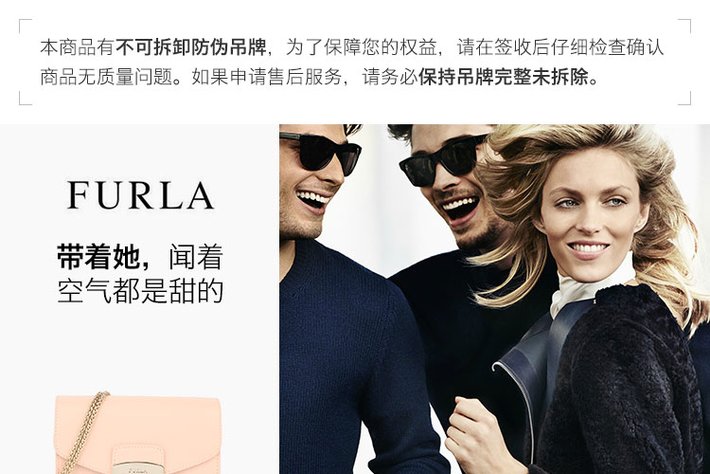 本商品有不可拆卸防伪吊牌，为了保障您的权益，请在签收后仔细检查确认
商品无质量问题。如果申请售后服务，请务必保持吊牌完整未拆除。
FURLA
带着她，闻着
空气都是甜的